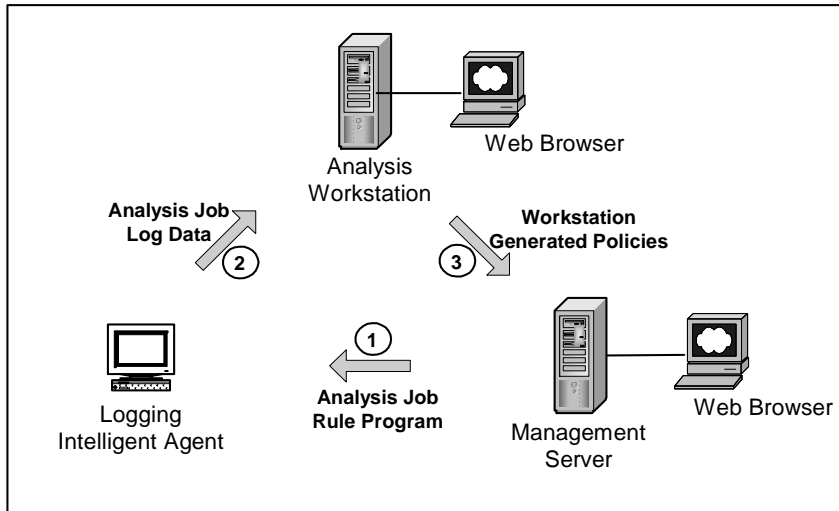 Web Browser
Analysis
Workstation
Analysis Job
Log Data
2
Workstation
Generated Policies
3
1
Analysis Job
Rule Program
Logging
Intelligent Agent
Management
Server
Web Browser